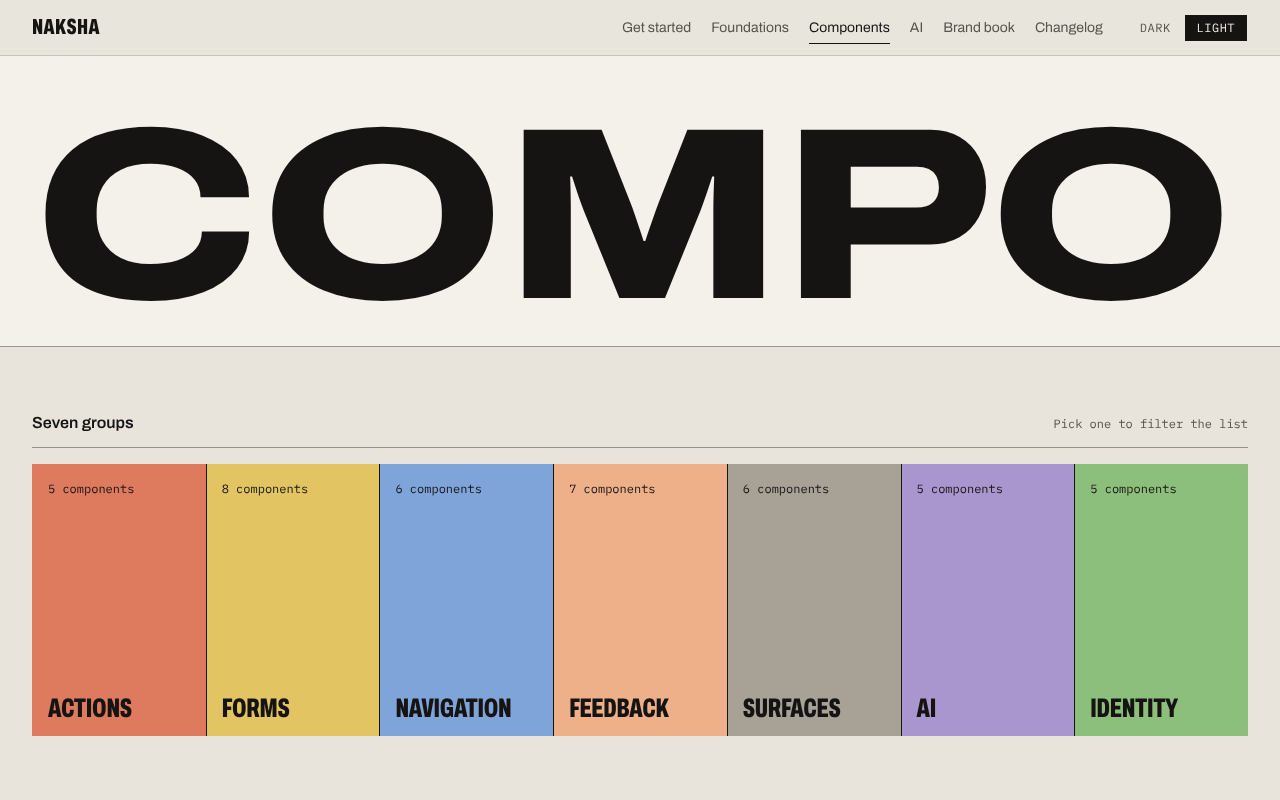 NAKSHA
Get started Foundations Components AI Brand book Changelog DARK LIGHT
COMPO
Seven groups
Pick one to filter the list
5 components
ACTIONS
8 components
FORMS
6 components
NAVIGATION
7 components
FEEDBACK
6 components
SURFACES
5 components
AI
5 components
IDENTITY